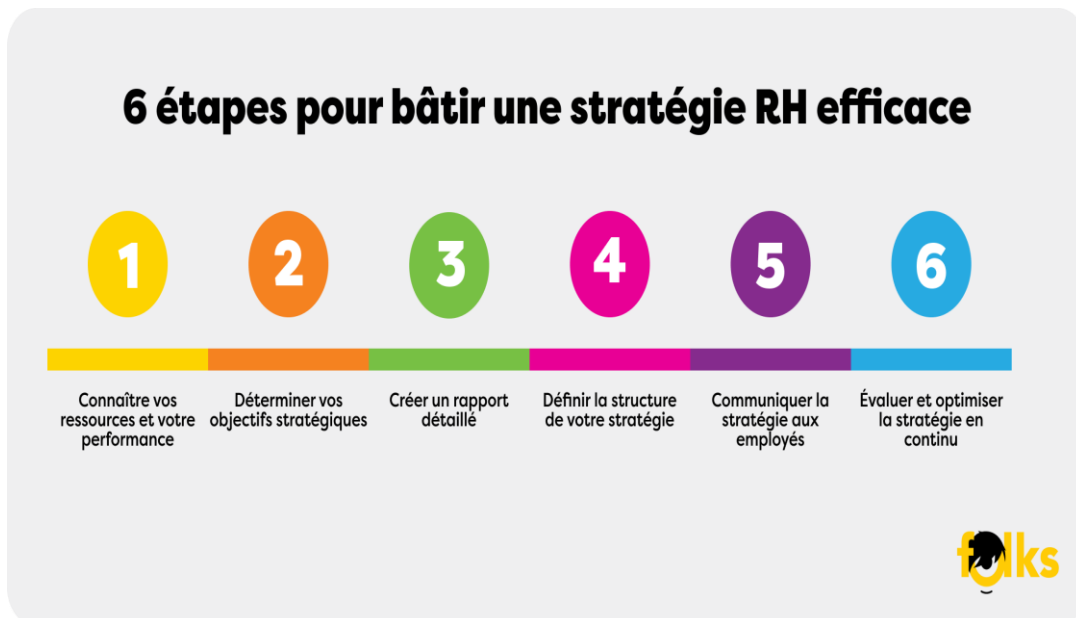 6 étapes pour bâtir une stratégie RH efficace
1
2
3
4
5
6
Connaître vos
ressources et votre
performance
Déterminer vos
objectifs stratégiques
Créer un rapport
détaillé
Définir la structure
de votre stratégie
Communiquer la
stratégie aux
employés
Évaluer et optimiser
la stratégie en
continu
folks